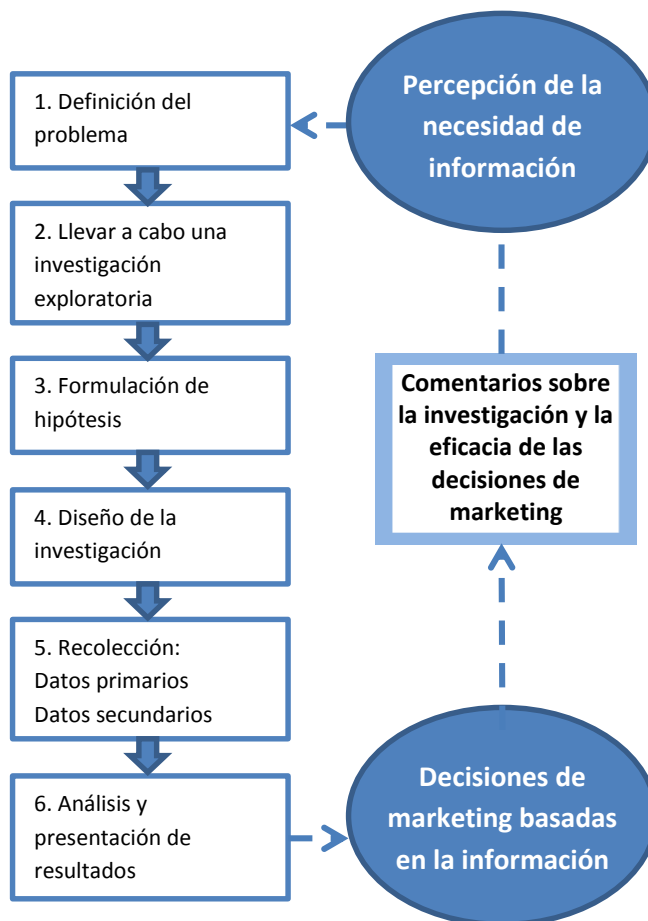 Percepción de la
necesidad de
información
1. Definición del
problema
2. Llevar a cabo una
investigación
exploratoria
3. Formulación de
hipótesis
4. Diseño de la
investigación
5. Recolección:
Datos primarios
Datos secundarios
6. Análisis y
presentación de
resultados
Decisiones de
marketing basadas
en la información
Comentarios sobre
la investigación y la
eficacia de las
decisiones de
marketing